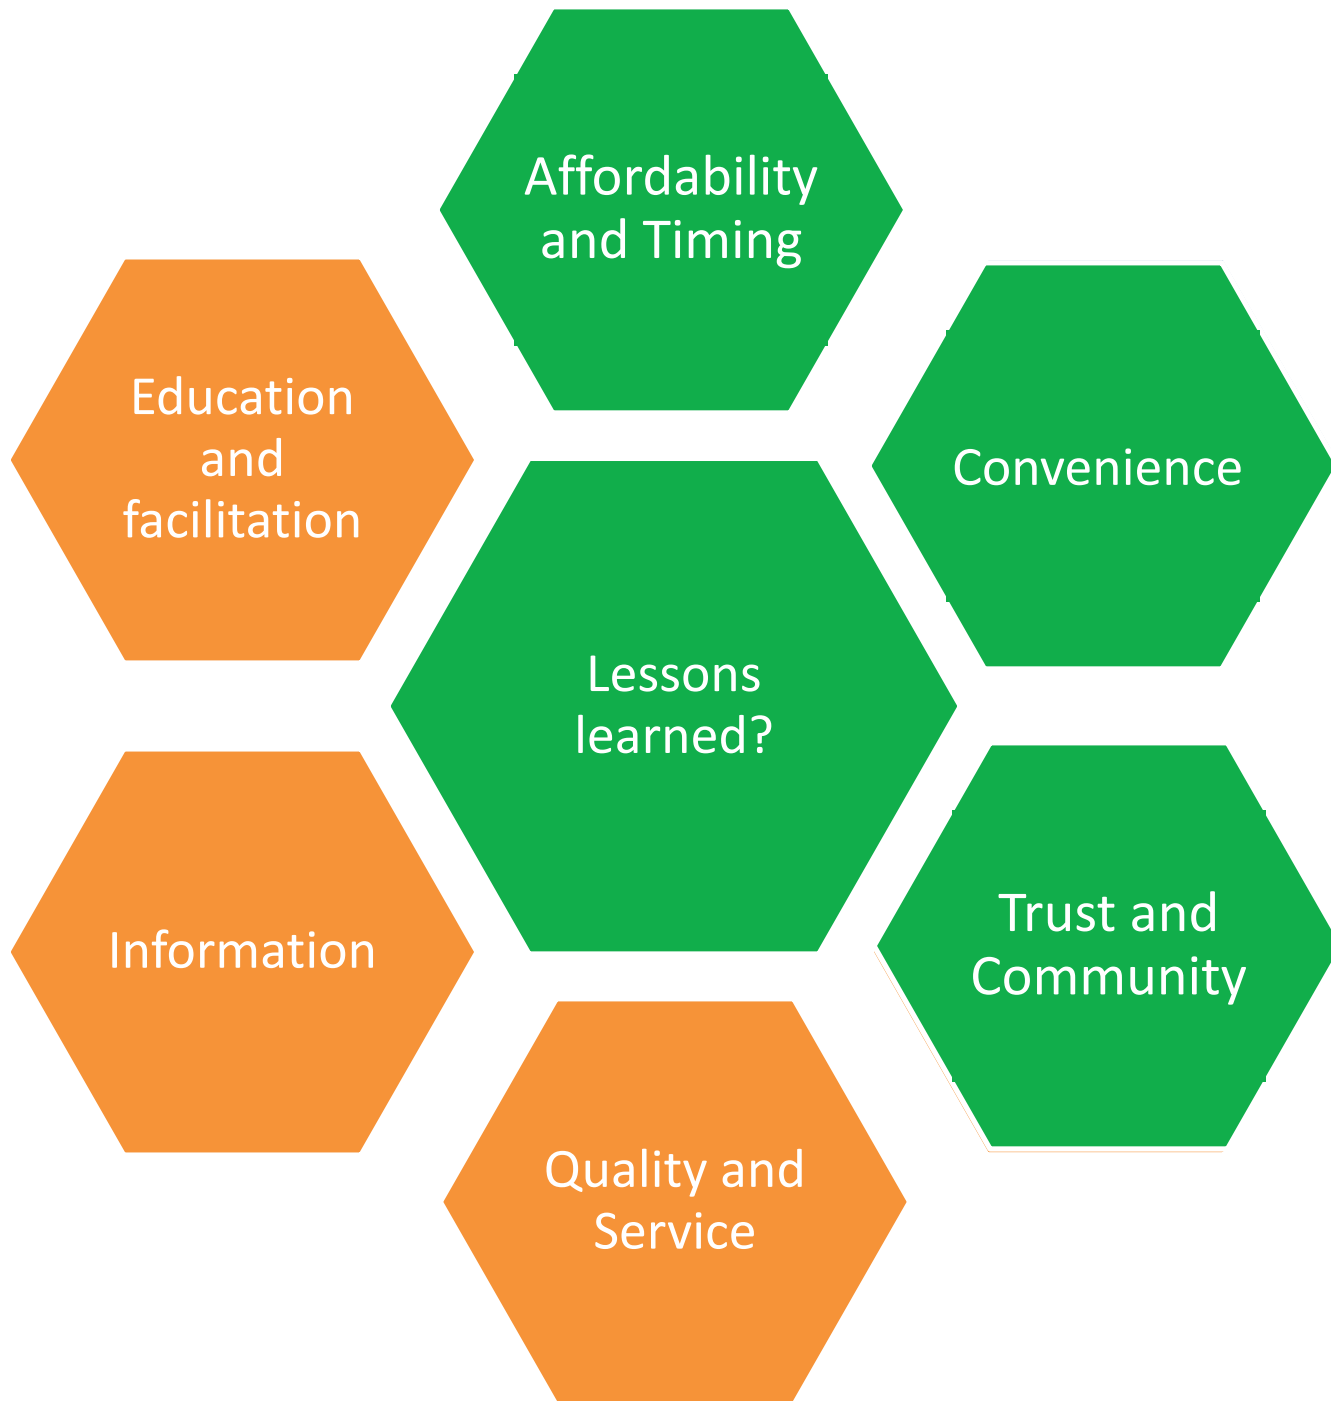 Affordability
and Timing
Education
and
facilitation
Convenience
Lessons
learned?
Trust and
Community
Information
Quality and
Service